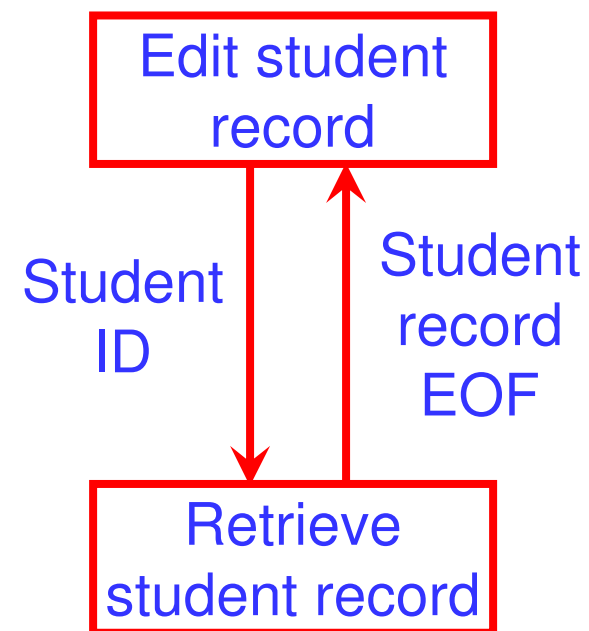 Edit student
record
Student
ID
Student
record
EOF
Retrieve
student record